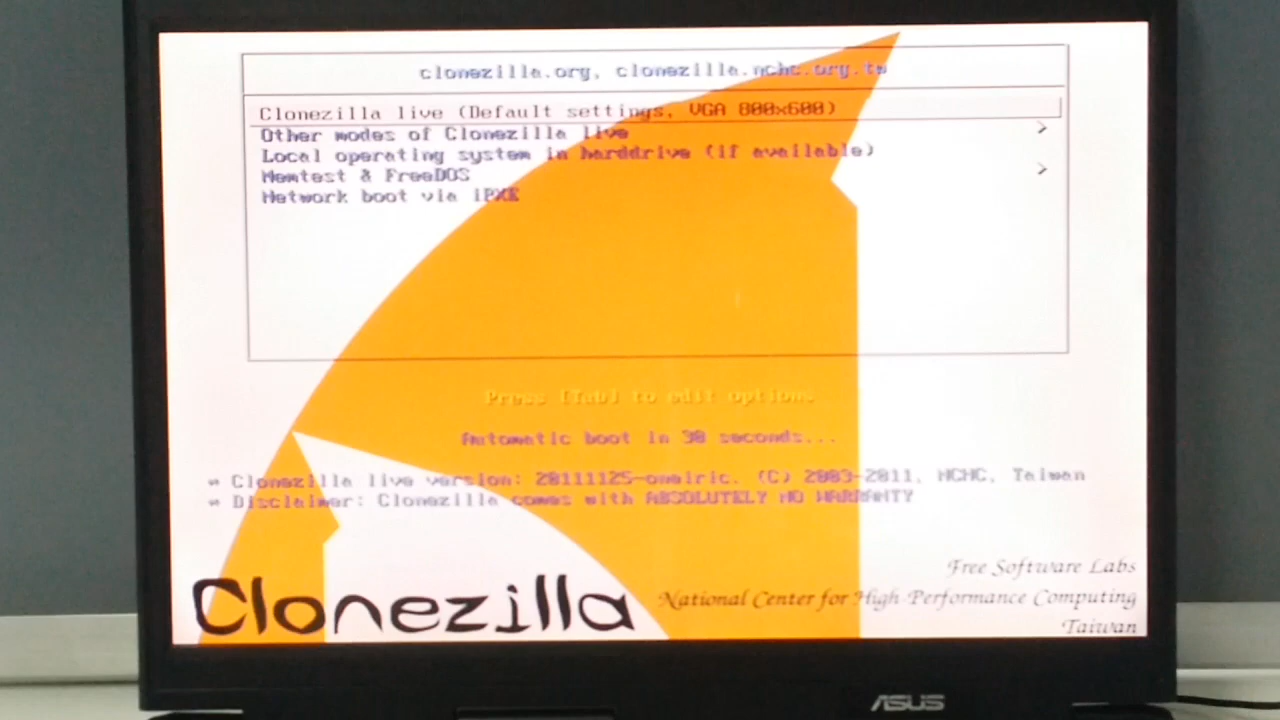 clonezilla.org, clonezilla.nchc.org.tw
Clonezilla live (Default settings, VGA 800x600)
Other modes of Clonezilla live >
Local operating system in harddrive (if available)
Memtest & FreeDOS >
Network boot via iPXE
Press [Tab] to edit options
Automatic boot in 30 seconds...
* Clonezilla live version: 20111125-oneiric. (C) 2003-2011, NCHC, Taiwan
* Disclaimer: Clonezilla comes with ABSOLUTELY NO WARRANTY
Clonezilla
Free Software Labs
National Center for High-Performance Computing
Taiwan
ASUS